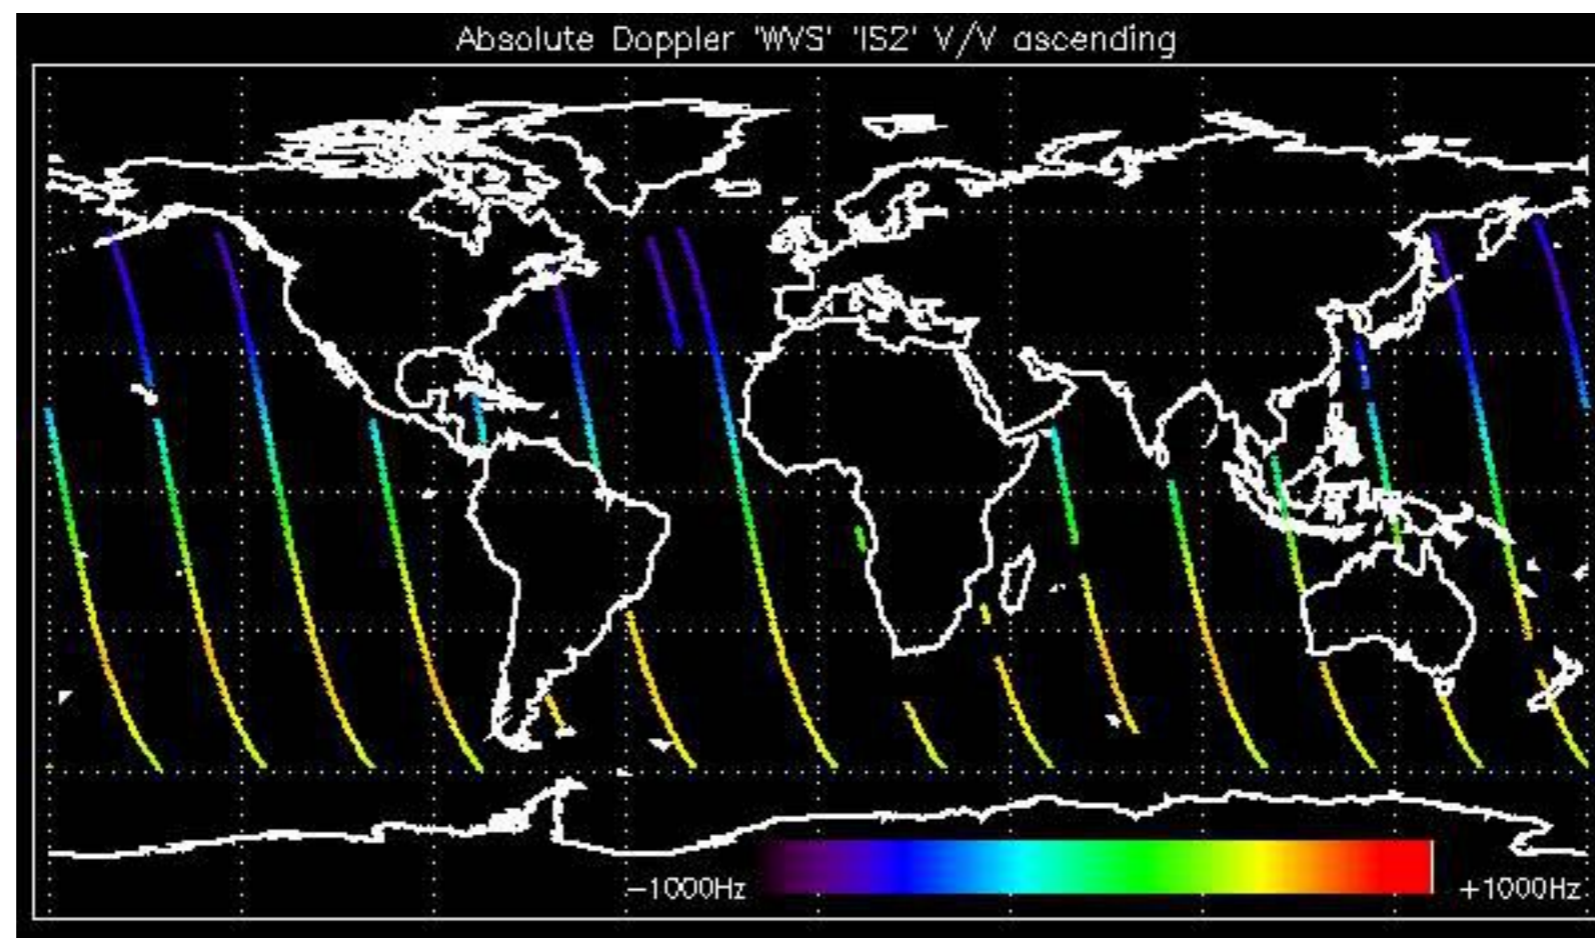 Absolute Doppler 'WVS' 'IS2' V/V ascending
−1000Hz +1000Hz